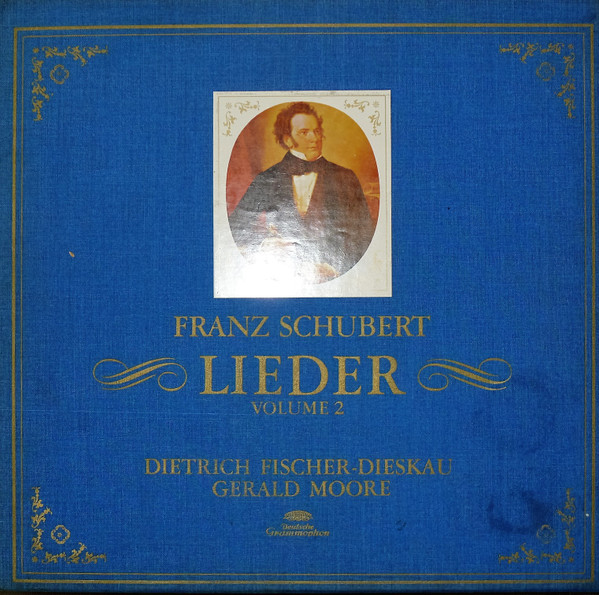 FRANZ SCHUBERT
LIEDER
VOLUME 2
DIETRICH FISCHER-DIESKAU
GERALD MOORE
Deutsche
Grammophon